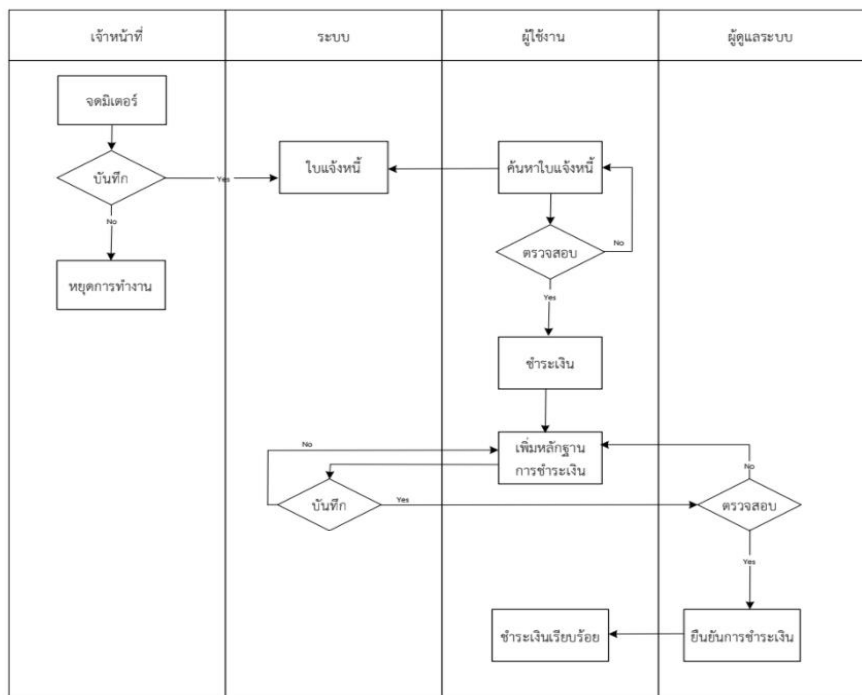 เจ้าหน้าที่
ระบบ
ผู้ใช้งาน
ผู้ดูแลระบบ
จดมิเตอร์
บันทึก
Yes
ใบแจ้งหนี้
ค้นหาใบแจ้งหนี้
No
ตรวจสอบ
No
หยุดการทำงาน
Yes
ชำระเงิน
เพิ่มหลักฐาน
การชำระเงิน
No
No
บันทึก
Yes
ตรวจสอบ
Yes
ชำระเงินเรียบร้อย
ยืนยันการชำระเงิน